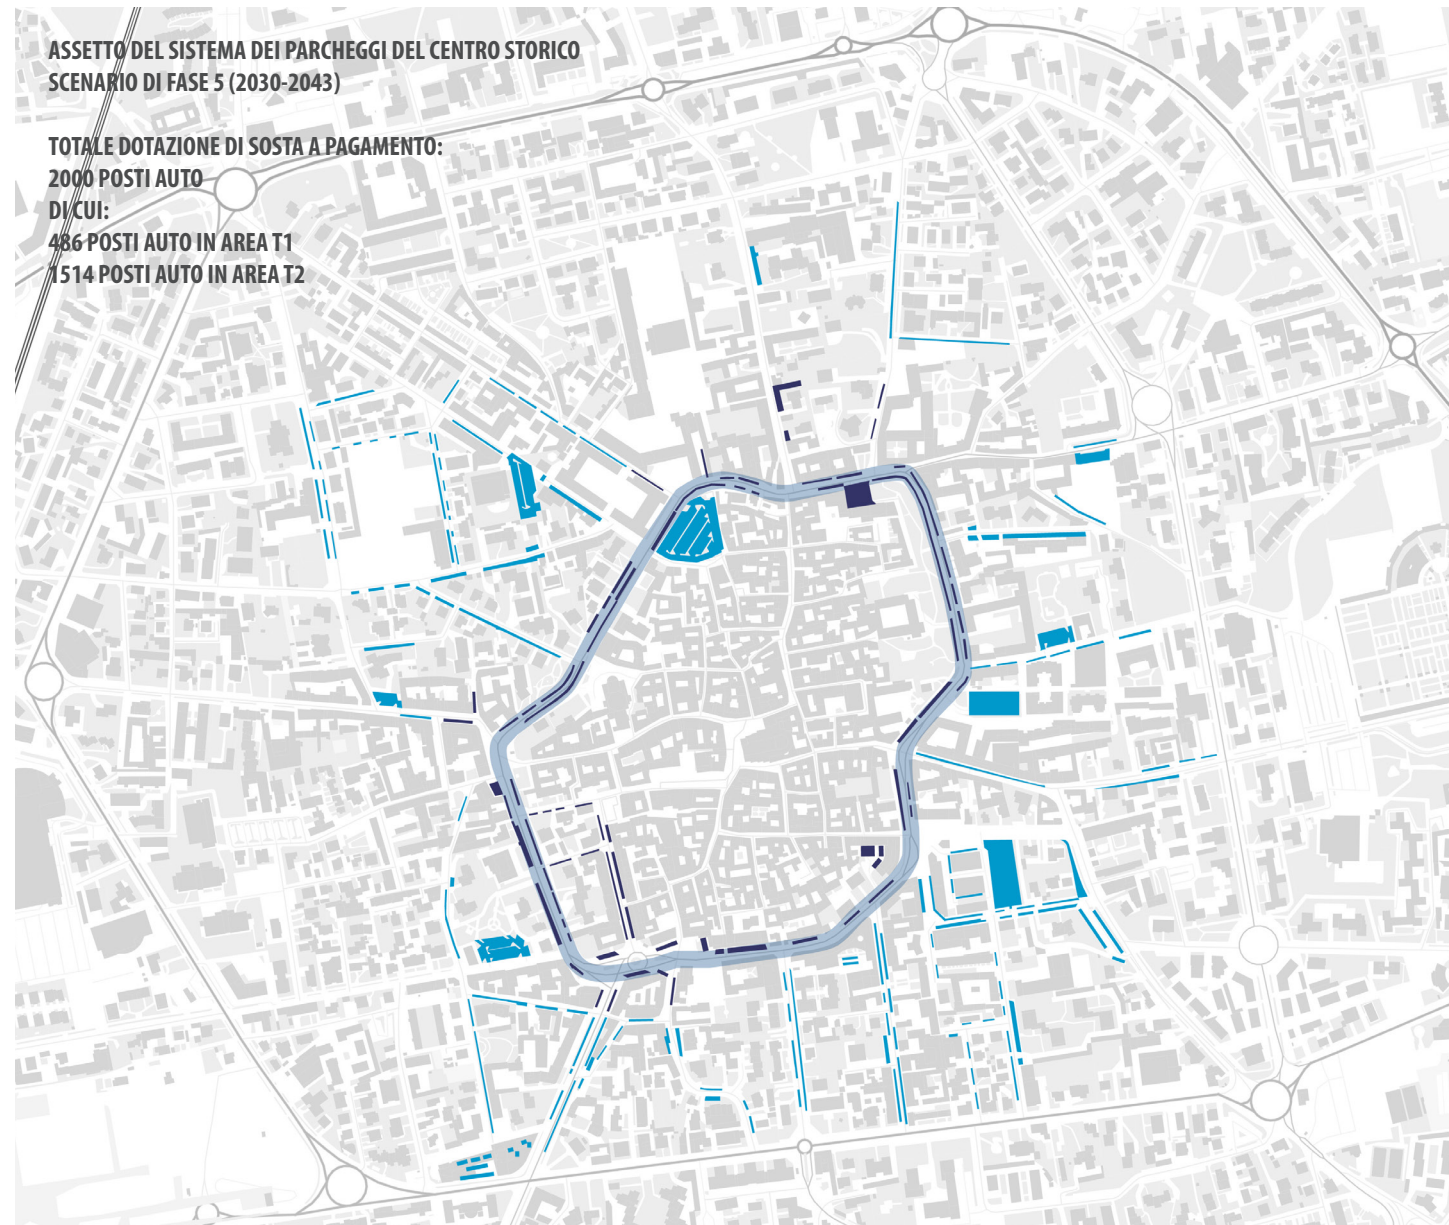 ASSETTO DEL SISTEMA DEI PARCHEGGI DEL CENTRO STORICO
SCENARIO DI FASE 5 (2030-2043)
TOTALE DOTAZIONE DI SOSTA A PAGAMENTO:
2000 POSTI AUTO
DI CUI:
486 POSTI AUTO IN AREA T1
1514 POSTI AUTO IN AREA T2